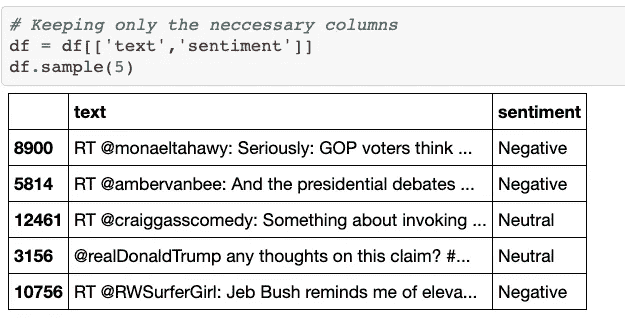 # Keeping only the neccessary columns
df = df[['text','sentiment']]
df.sample(5)
text sentiment
8900 RT @monaeltahawy: Seriously: GOP voters think ... Negative
5814 RT @ambervanbee: And the presidential debates ... Negative
12461 RT @craiggasscomedy: Something about invoking ... Neutral
3156 @realDonaldTrump any thoughts on this claim? #... Neutral
10756 RT @RWSurferGirl: Jeb Bush reminds me of eleva... Negative